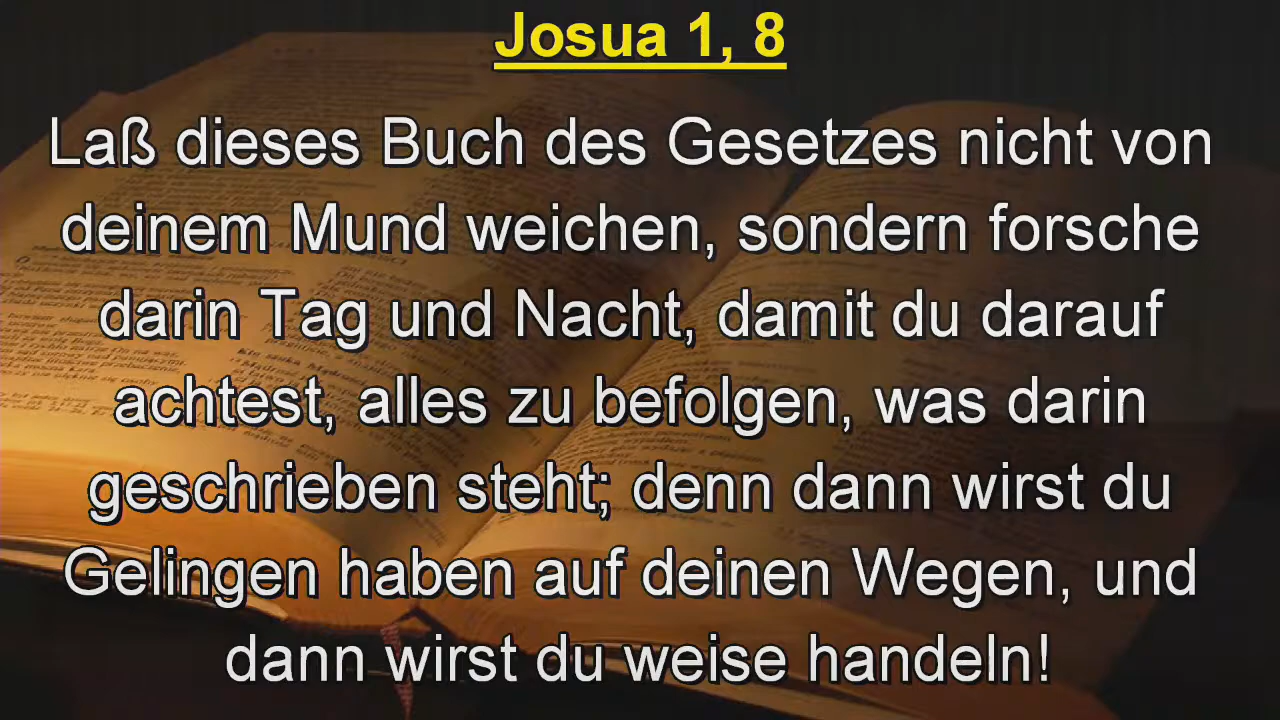 Josua 1, 8
Laß dieses Buch des Gesetzes nicht von
deinem Mund weichen, sondern forsche
darin Tag und Nacht, damit du darauf
achtest, alles zu befolgen, was darin
geschrieben steht; denn dann wirst du
Gelingen haben auf deinen Wegen, und
dann wirst du weise handeln!